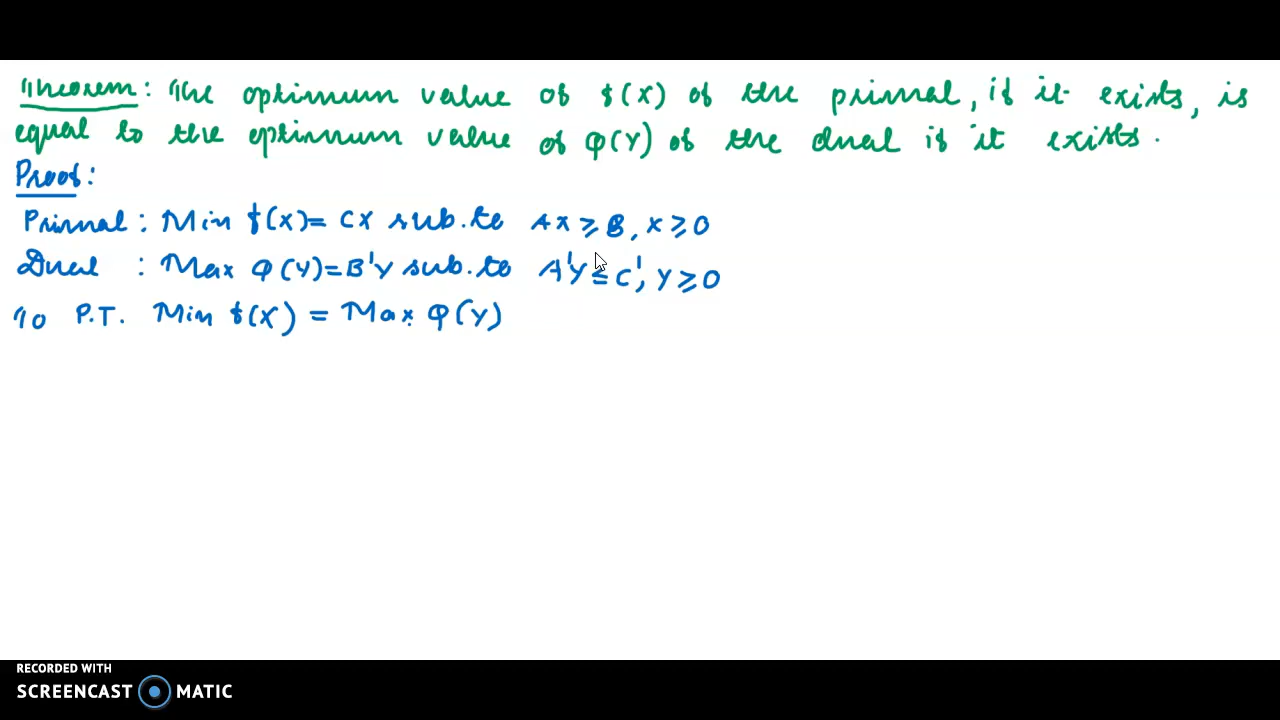 Theorem: The optimum value of f(X) of the primal, if it exists, is
equal to the optimum value of φ(Y) of the dual if it exists.
Proof:
Primal: Min f(X)= CX sub.to AX ≥ B, X ≥ 0
Dual : Max φ(Y)=B'Y sub.to A'Y ≤ C', Y ≥ 0
To P.T. Min f(X) = Max φ(Y)
RECORDED WITH
SCREENCAST MATIC